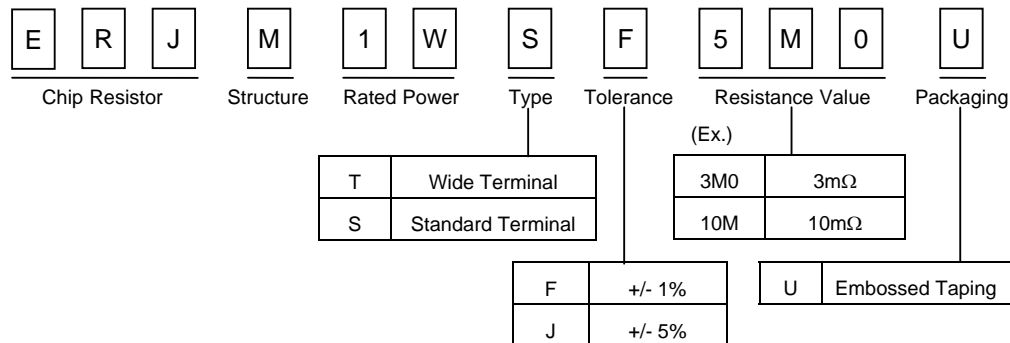 E R J M 1 W S F 5 M 0 U
Chip Resistor Structure Rated Power Type Tolerance Resistance Value Packaging
(Ex.)
T Wide Terminal 3M0 3mΩ
S Standard Terminal 10M 10mΩ
F +/- 1% U Embossed Taping
J +/- 5%